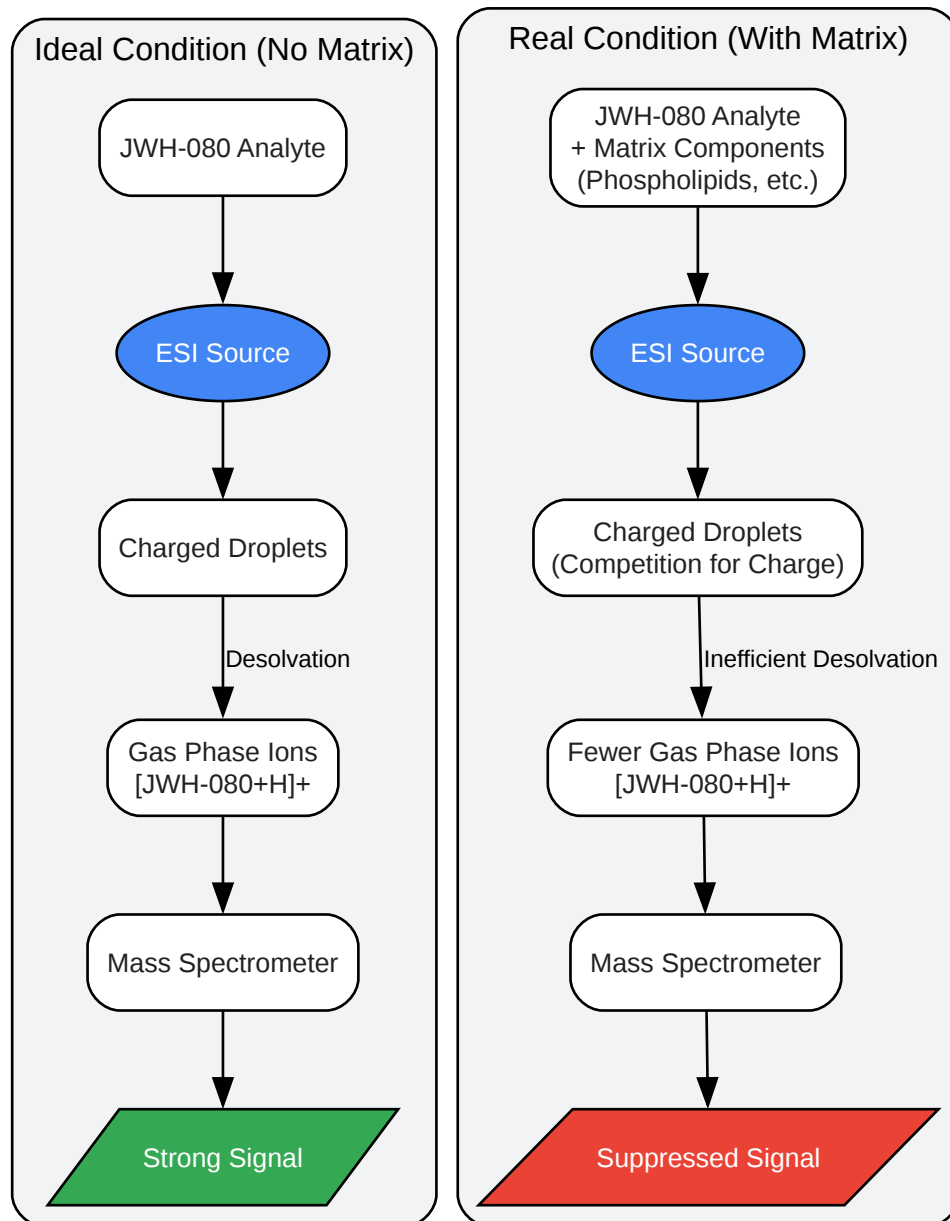 Ideal Condition (No Matrix)
JWH-080 Analyte
ESI Source
Charged Droplets
Desolvation
Gas Phase Ions
[JWH-080+H]+
Mass Spectrometer
Strong Signal
Real Condition (With Matrix)
JWH-080 Analyte
+ Matrix Components
(Phospholipids, etc.)
ESI Source
Charged Droplets
(Competition for Charge)
Inefficient Desolvation
Fewer Gas Phase Ions
[JWH-080+H]+
Mass Spectrometer
Suppressed Signal